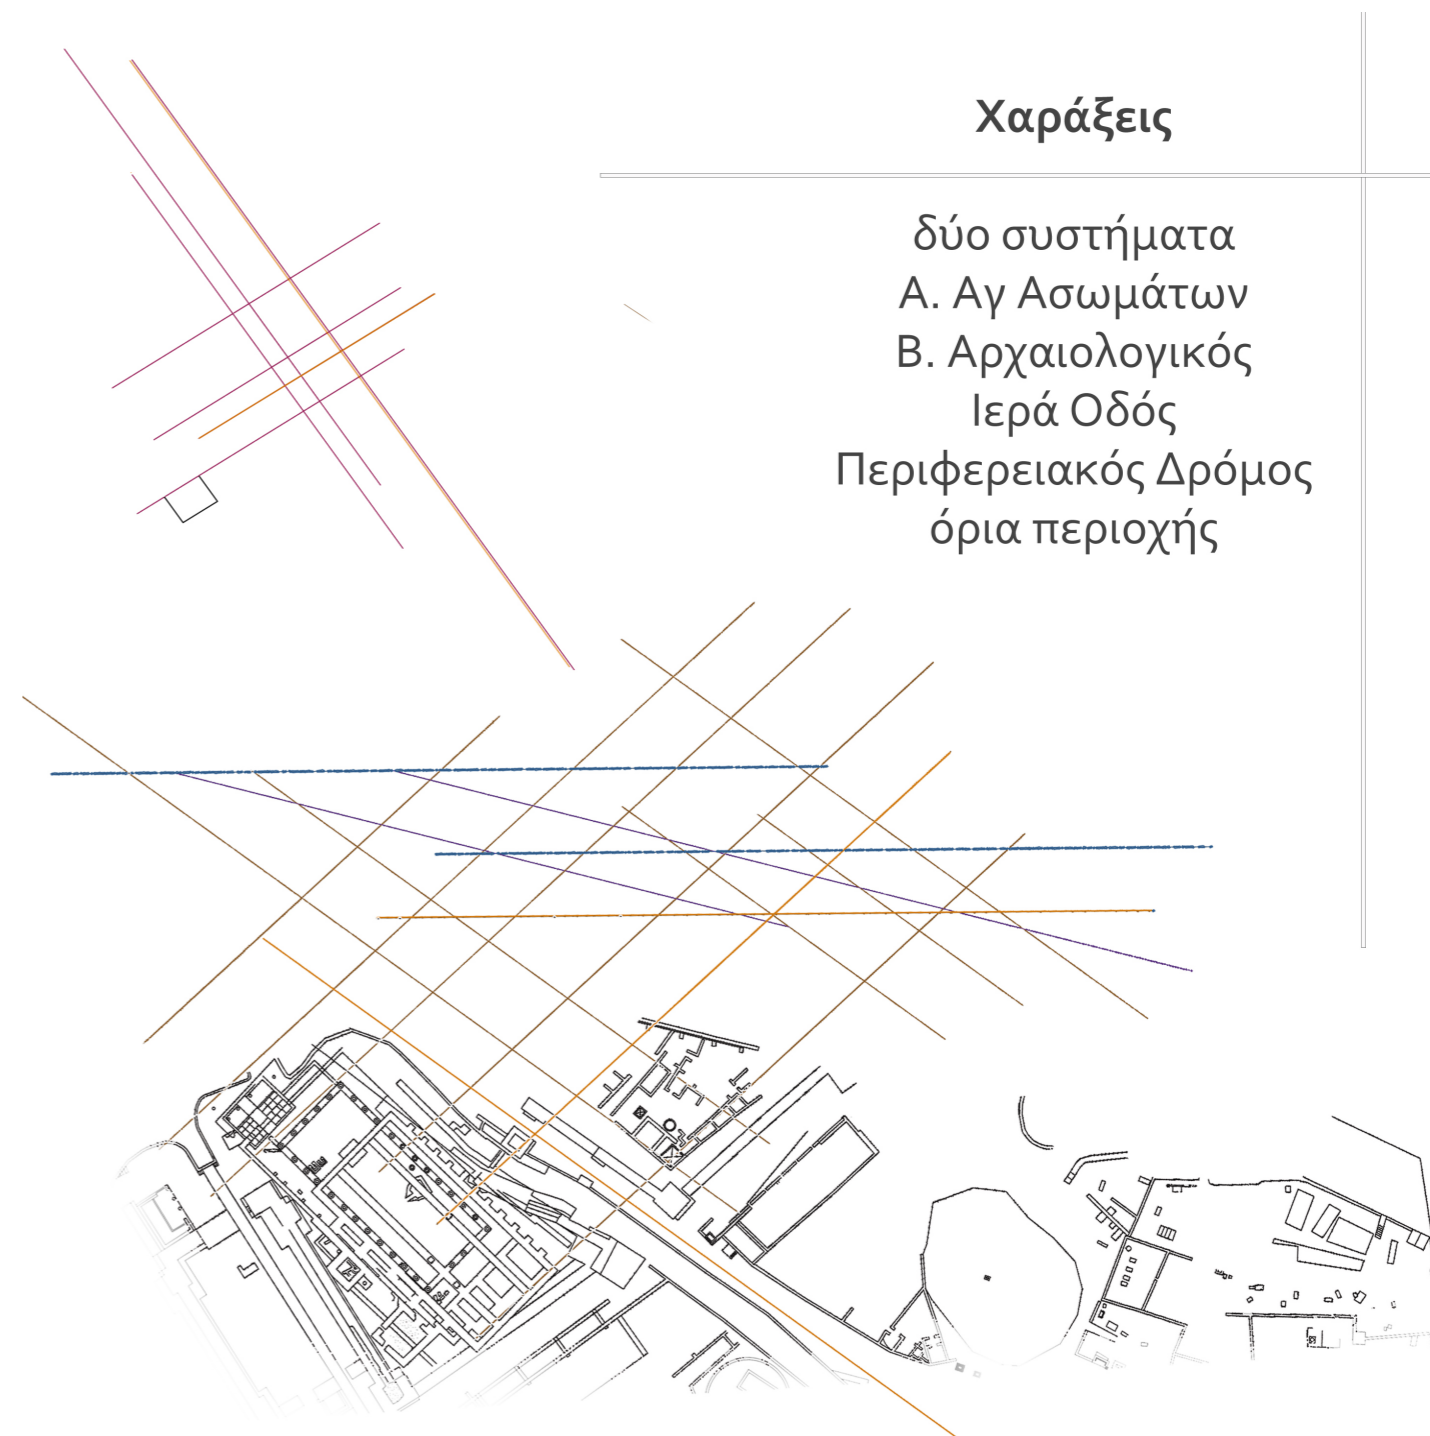 Χαράξεις
δύο συστήματα
Α. Αγ Ασωμάτων
Β. Αρχαιολογικός
Ιερά Οδός
Περιφερειακός Δρόμος
όρια περιοχής